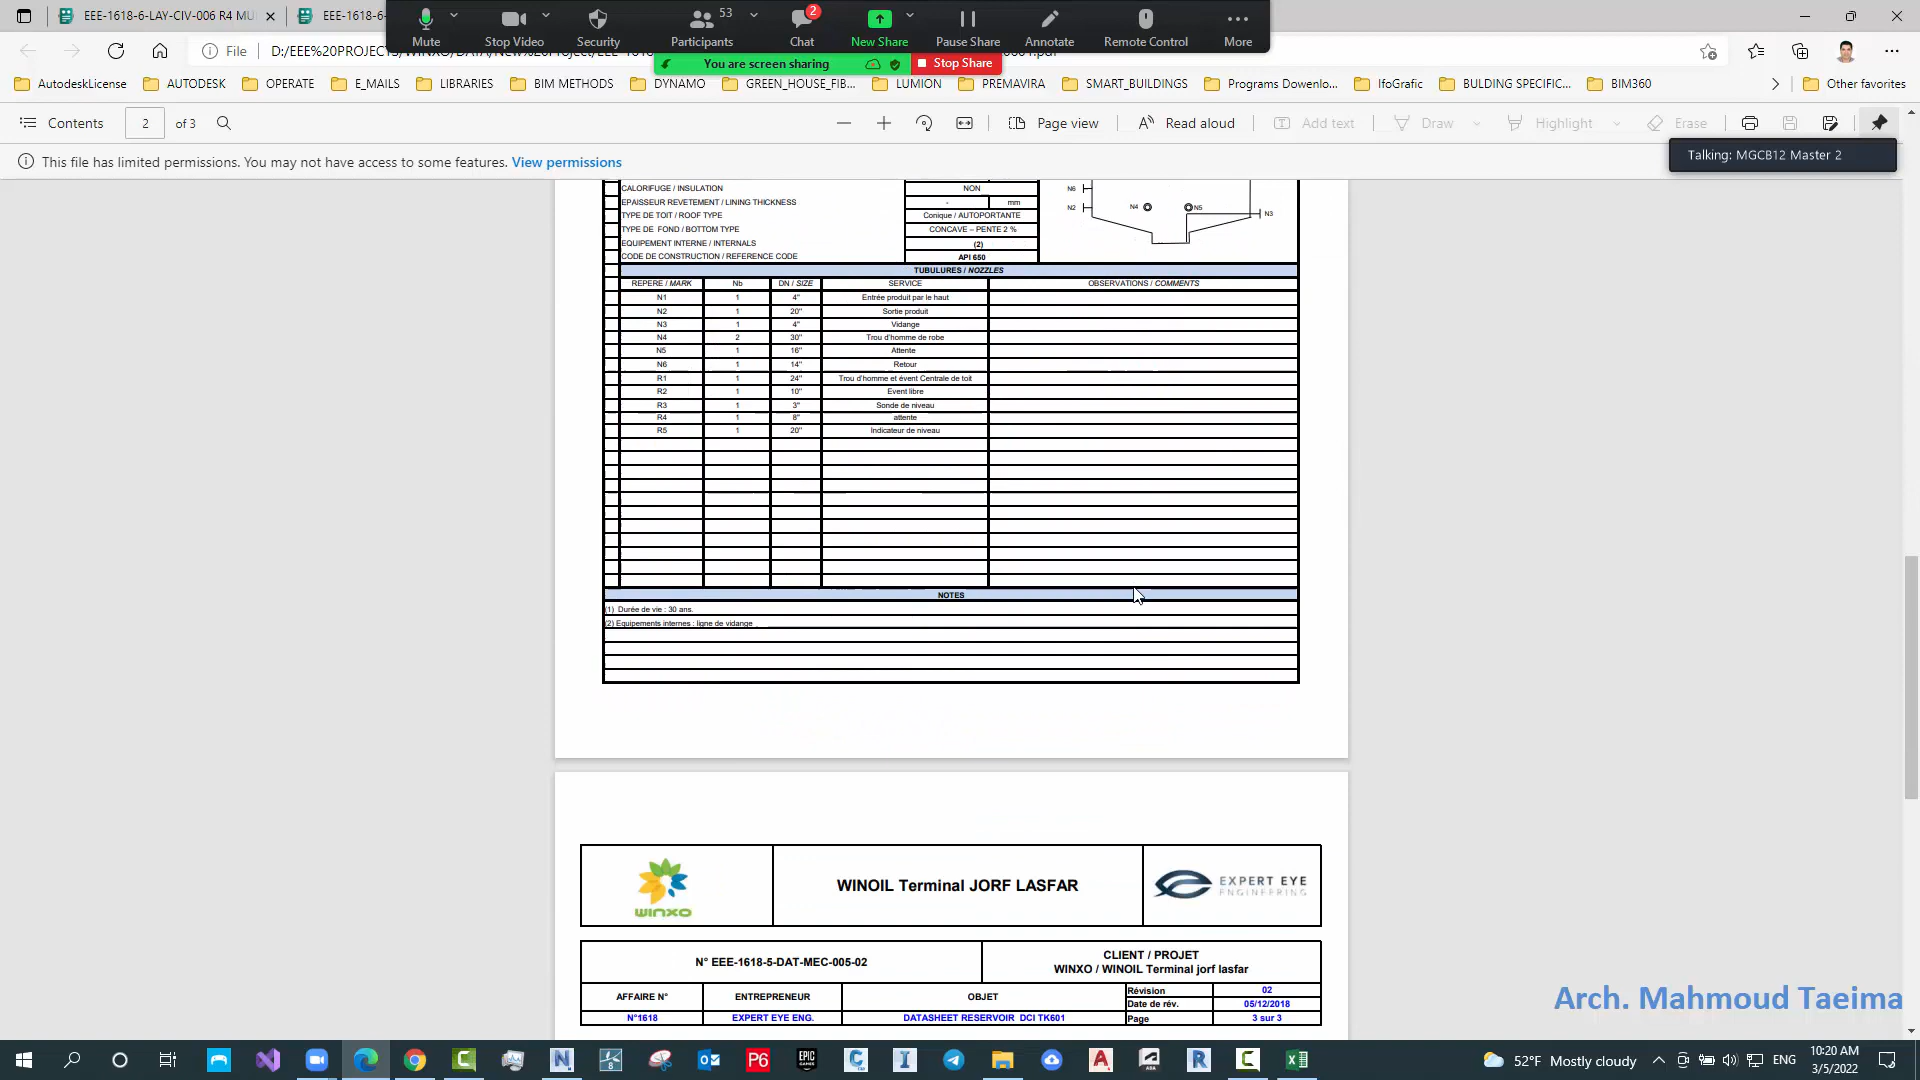 EEE-1618-6-LAY-CIV-006 R4 MU
EEE-1618-6-
Mute
Stop Video
Security
53
Participants
2
Chat
New Share
Pause Share
Annotate
Remote Control
More
File
You are screen sharing
Stop Share
AutodeskLicense
AUTODESK
OPERATE
E_MAILS
LIBRARIES
BIM METHODS
DYNAMO
GREEN_HOUSE_FIB...
LUMION
PREMAVIRA
SMART_BUILDINGS
Programs Dowenlo...
IfoGrafic
BULDING SPECIFIC...
BIM360
Other favorites
Contents
2
of 3
Page view
Read aloud
Add text
Draw
Highlight
Erase
This file has limited permissions. You may not have access to some features. View permissions
Talking: MGCB12 Master 2
CALORIFUGE / INSULATION NON
EPAISSEUR REVETEMENT / LINING THICKNESS - mm
TYPE DE TOIT / ROOF TYPE Conique / AUTOPORTANTE
TYPE DE FOND / BOTTOM TYPE CONCAVE – PENTE 2 %
EQUIPEMENT INTERNE / INTERNALS (2)
CODE DE CONSTRUCTION / REFERENCE CODE API 650
N6
N2
N4
N5
N3
TUBULURES / NOZZLES
REPERE / MARK Nb DN / SIZE SERVICE OBSERVATIONS / COMMENTS
N1 1 4" Entrée produit par le haut
N2 1 20" Sortie produit
N3 1 4" Vidange
N4 2 30" Trou d'homme de robe
N5 1 16" Attente
N6 1 14" Retour
R1 1 24" Trou d'homme et évent Centrale de toit
R2 1 10" Event libre
R3 1 3" Sonde de niveau
R4 1 8" attente
R5 1 20" Indicateur de niveau
NOTES
(1) Durée de vie : 30 ans.
(2) Equipements internes : ligne de vidange
winxo
WINOIL Terminal JORF LASFAR
EXPERT EYE
ENGINEERING
N° EEE-1618-5-DAT-MEC-005-02
CLIENT / PROJET
WINXO / WINOIL Terminal jorf lasfar
AFFAIRE N° ENTREPRENEUR OBJET
Révision 02
Date de rév. 05/12/2018
N°1618 EXPERT EYE ENG. DATASHEET RESERVOIR DCI TK601 Page 3 sur 3
Arch. Mahmoud Taeima
52°F Mostly cloudy
ENG
10:20 AM
3/5/2022